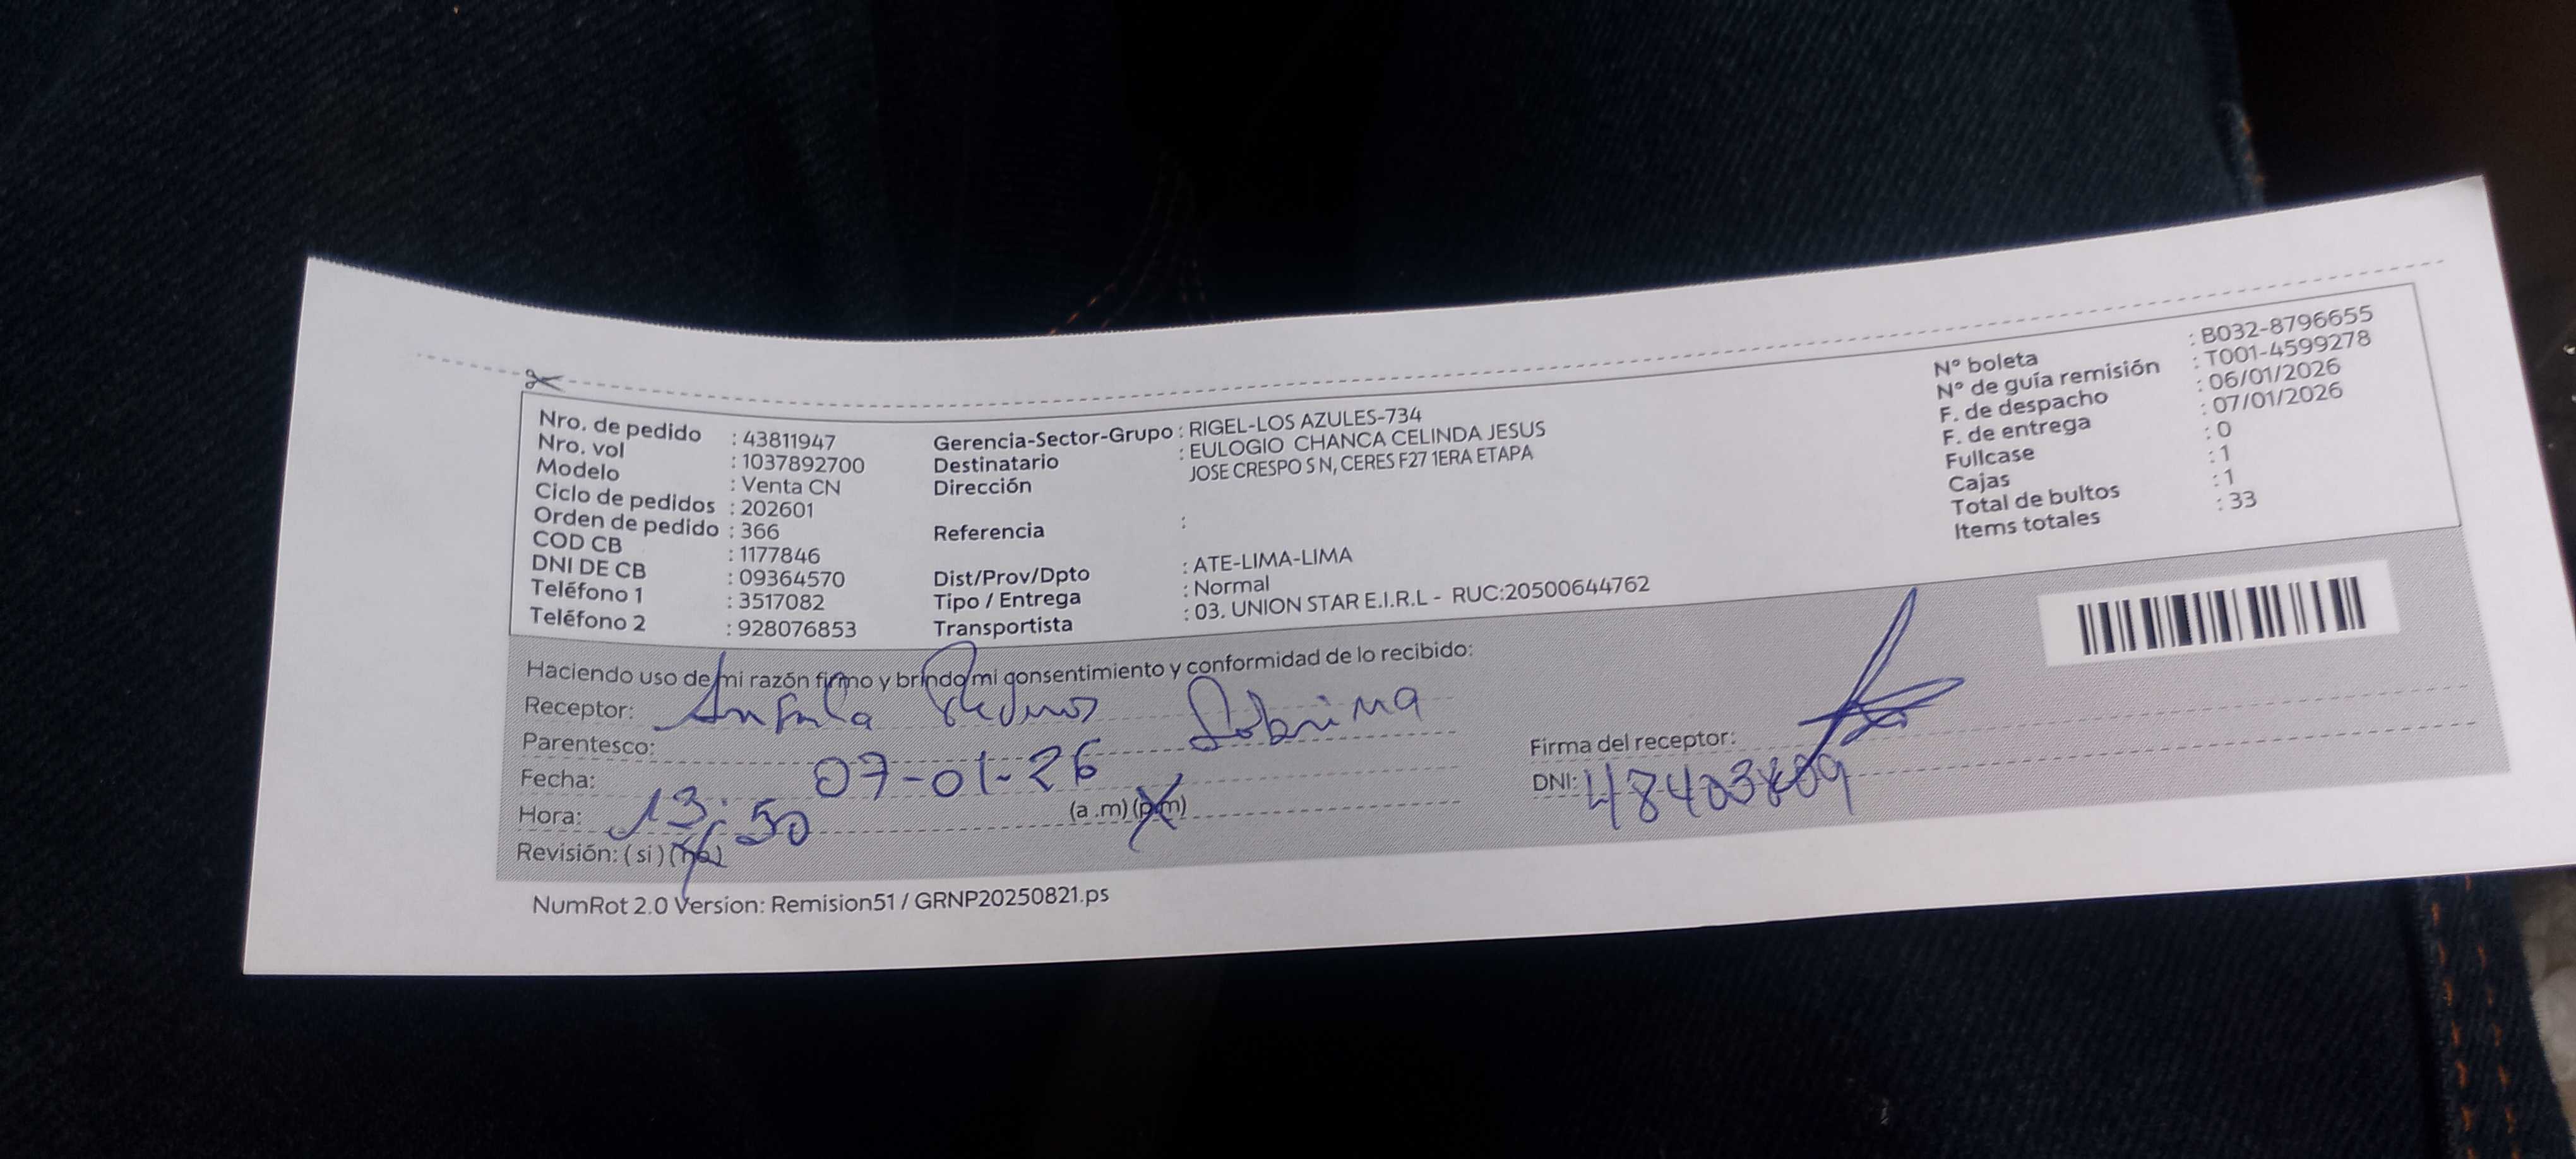 Nro. de pedido : 43811947
Nro. vol : 1037892700
Modelo : Venta CN
Ciclo de pedidos : 202601
Orden de pedido : 366
COD CB : 1177846
DNI DE CB : 09364570
Teléfono 1 : 3517082
Teléfono 2 : 928076853
Gerencia-Sector-Grupo : RIGEL-LOS AZULES-734
Destinatario : EULOGIO CHANCA CELINDA JESUS
Dirección JOSE CRESPO S N, CERES F27 1ERA ETAPA
Referencia :
Dist/Prov/Dpto : ATE-LIMA-LIMA
Tipo / Entrega : Normal
Transportista : 03. UNION STAR E.I.R.L - RUC:20500644762
N° boleta : B032-8796655
N° de guía remisión : T001-4599278
F. de despacho : 06/01/2026
F. de entrega : 07/01/2026
Fullcase : 0
Cajas : 1
Total de bultos : 1
Items totales : 33
Haciendo uso de mi razón firmo y brindo mi consentimiento y conformidad de lo recibido:
Receptor:
Parentesco: Sobrina
Fecha: 07-01-26
Hora: 13:50 (a .m) (p.m)
Revisión: ( si ) (no)
Firma del receptor:
DNI:
NumRot 2.0 Version: Remision51 / GRNP20250821.ps